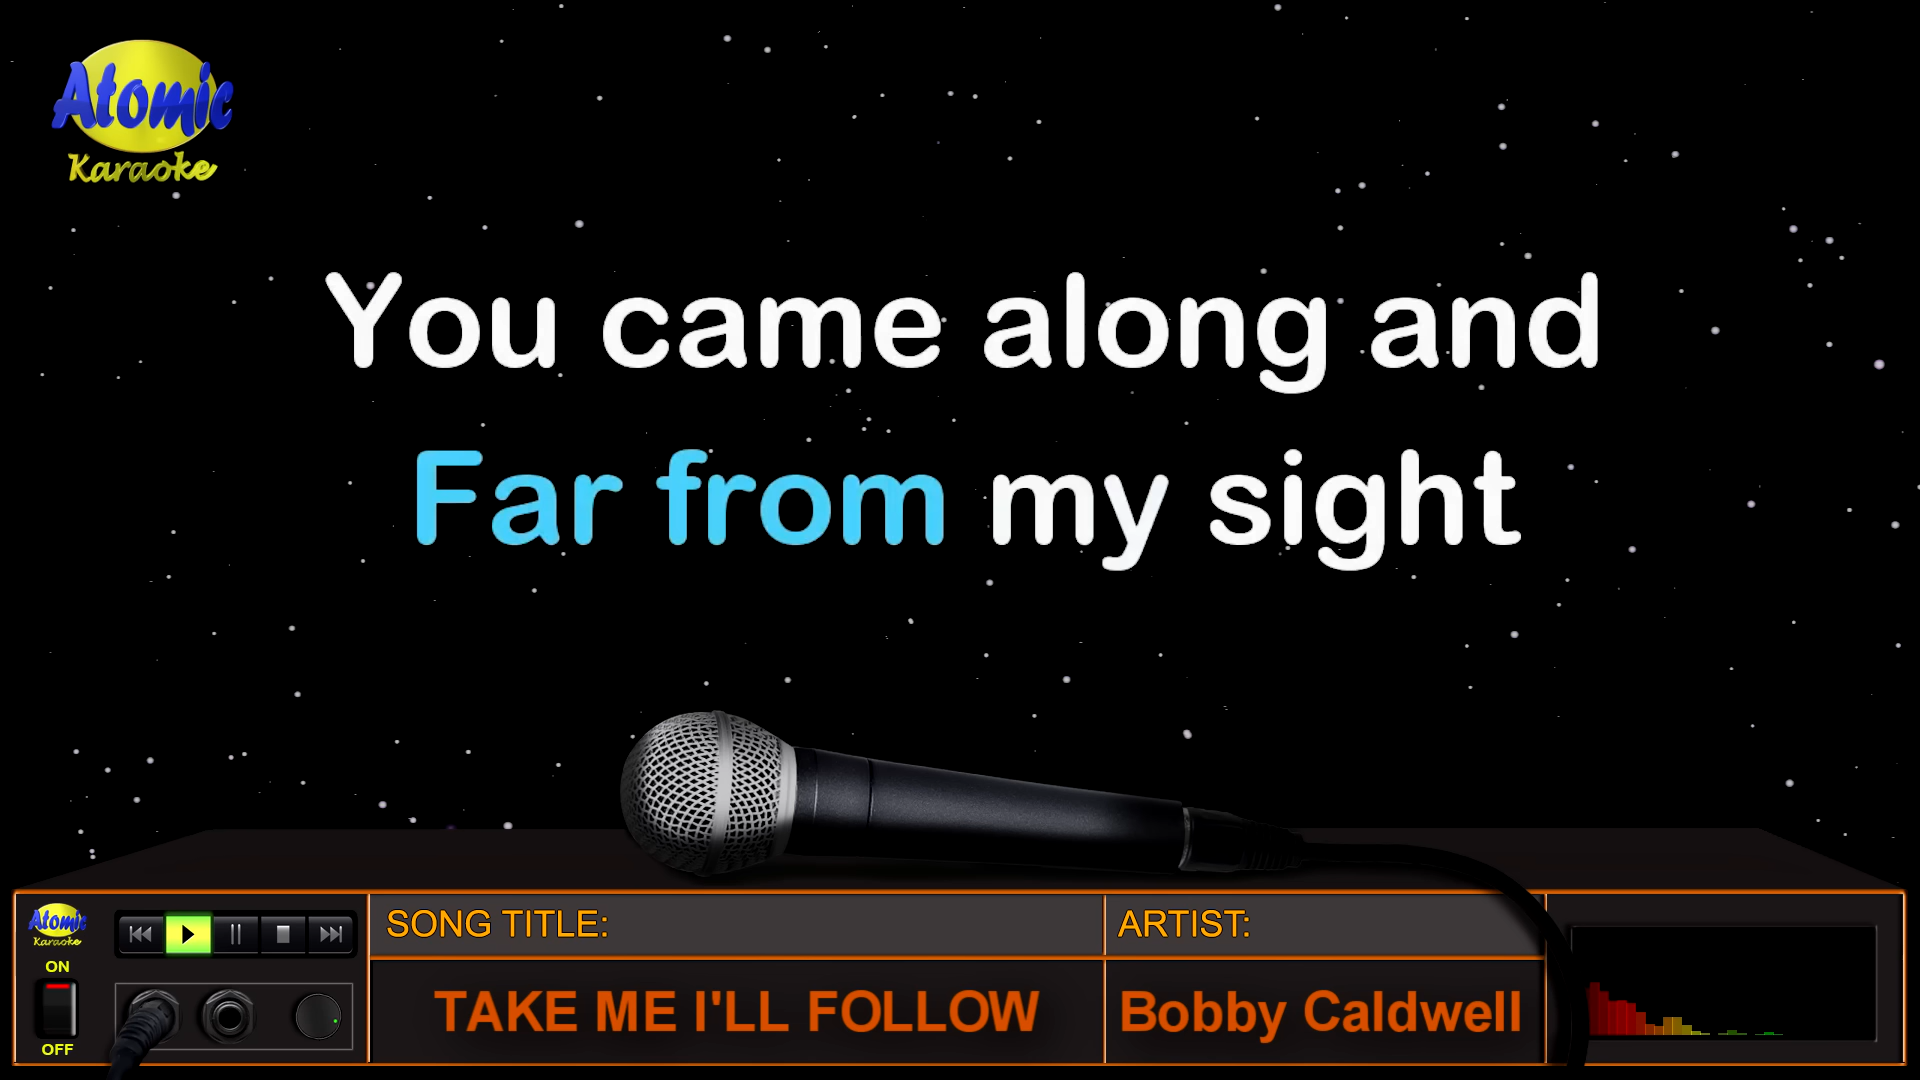 Atomic
Karaoke
You came along and
Far from my sight
Atomic
Karaoke
ON
OFF
SONG TITLE:
ARTIST:
TAKE ME I'LL FOLLOW
Bobby Caldwell